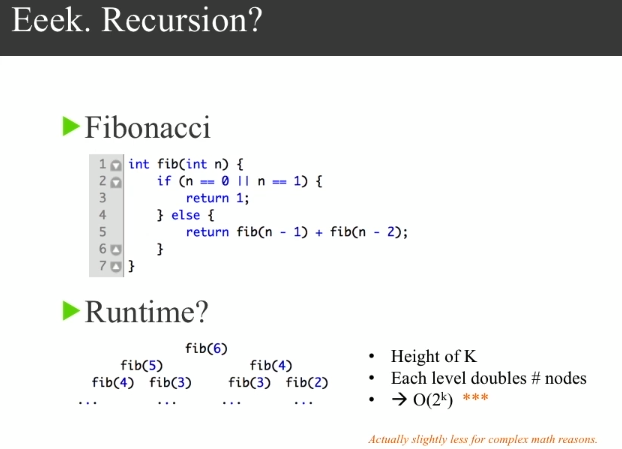 Eeek. Recursion?
Fibonacci
1 int fib(int n) {
2 if (n == 0 || n == 1) {
3 return 1;
4 } else {
5 return fib(n - 1) + fib(n - 2);
6 }
7 }
Runtime?
fib(6)
fib(5) fib(4)
fib(4) fib(3) fib(3) fib(2)
... ... ... ...
• Height of K
• Each level doubles # nodes
• → O(2ᵏ) ***
Actually slightly less for complex math reasons.